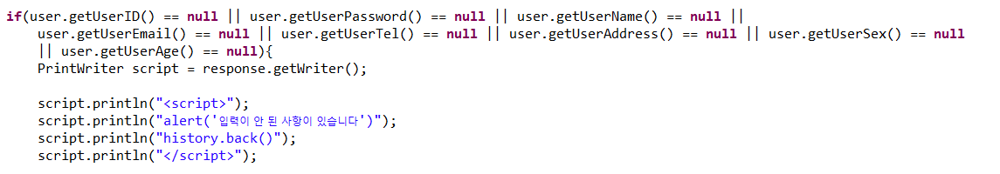 if(user.getUserID() == null || user.getUserPassword() == null || user.getUserName() == null ||
user.getUserEmail() == null || user.getUserTel() == null || user.getUserAddress() == null || user.getUserSex() == null
|| user.getUserAge() == null){
PrintWriter script = response.getWriter();
script.println("<script>");
script.println("alert('입력이 안 된 사항이 있습니다')");
script.println("history.back()");
script.println("</script>");